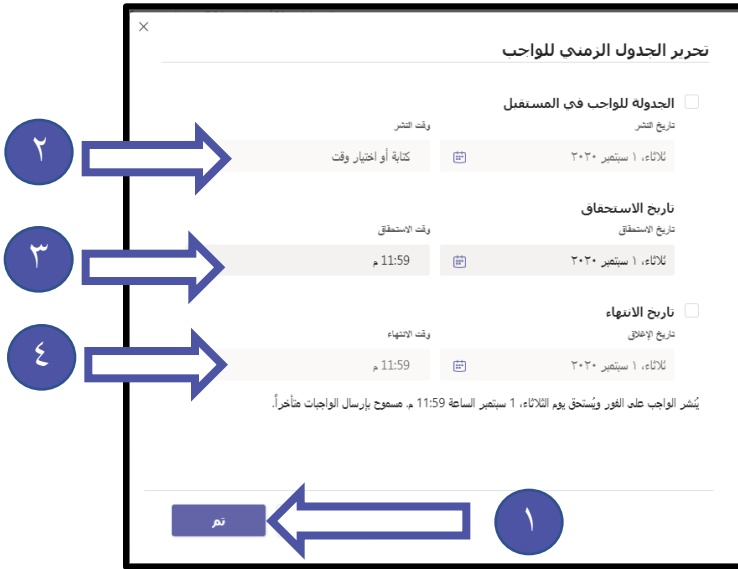 تحرير الجدول الزمني للواجب
الجدولة للواجب في المستقبل
تاريخ النشر وقت النشر
ثلاثاء، ١ سبتمبر ٢٠٢٠ كتابة أو اختيار وقت
٢
تاريخ الاستحقاق
تاريخ الاستحقاق وقت الاستحقاق
ثلاثاء، ١ سبتمبر ٢٠٢٠ 11:59 م
٣
تاريخ الانتهاء
تاريخ الإغلاق وقت الانتهاء
ثلاثاء، ١ سبتمبر ٢٠٢٠ 11:59 م
٤
يُنشر الواجب على الفور ويُستحق يوم الثلاثاء، 1 سبتمبر الساعة 11:59 م. مسموح بإرسال الواجبات متأخراً.
١
تم